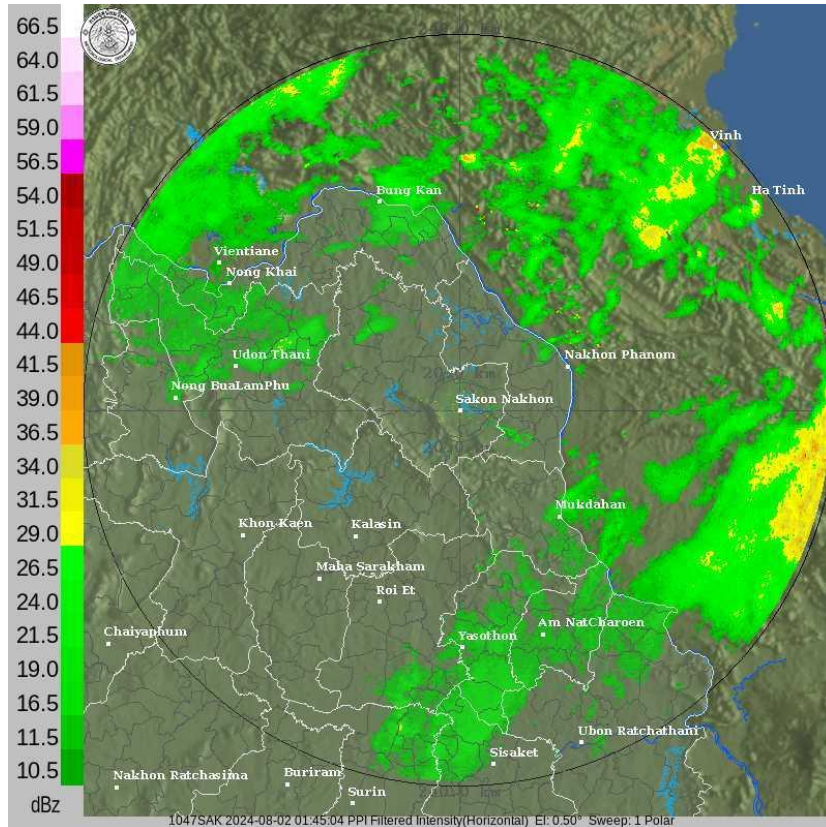 66.5
64.0
61.5
59.0
56.5
54.0
51.5
49.0
46.5
44.0
41.5
39.0
36.5
34.0
31.5
29.0
26.5
24.0
21.5
19.0
16.5
11.5
10.5
dBz
Vinh
Ha Tinh
Bung Kan
Vientiane
Nong Khai
Udon Thani
Nakhon Phanom
Nong BuaLamPhu
Sakon Nakhon
Mukdahan
Khon Kaen
Kalasin
Maha Sarakham
Roi Et
Chaiyaphum
Yasothon
Am NatCharoen
Ubon Ratchathani
Sisaket
Nakhon Ratchasima
Buriram
Surin
1047SAK 2024-08-02 01:45:04 PPI Filtered Intensity(Horizontal) El: 0.50° Sweep: 1 Polar